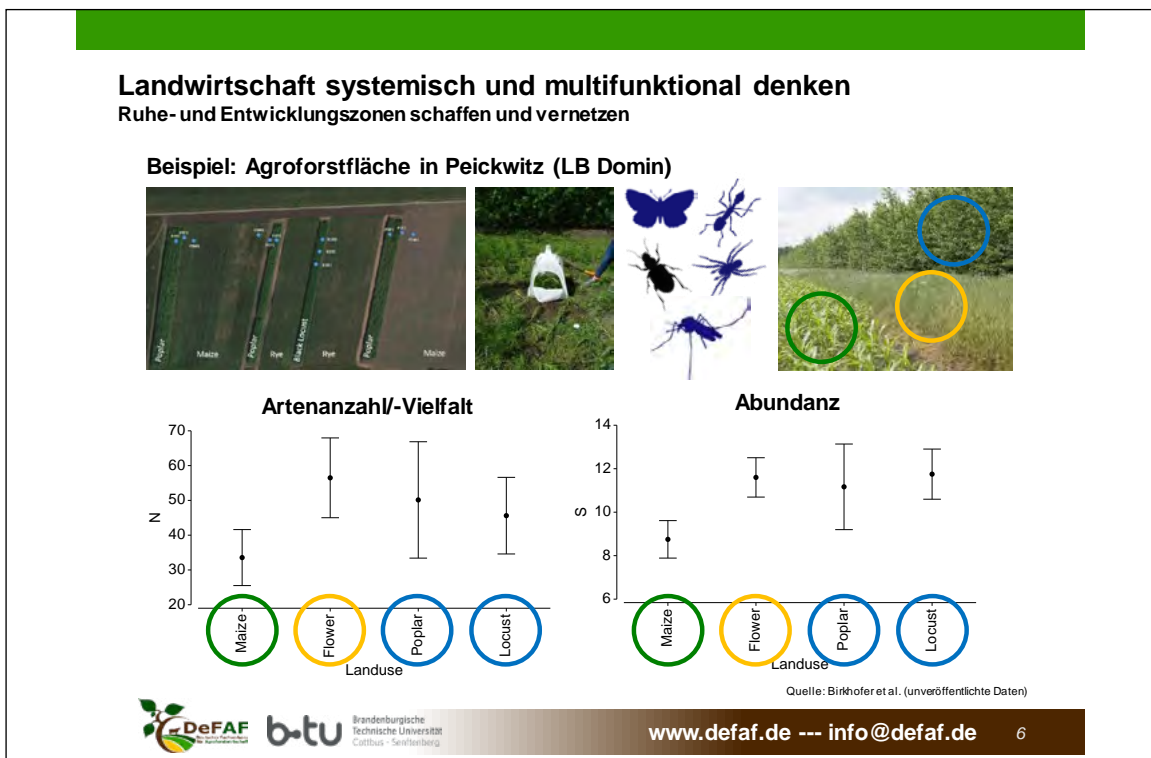 Landwirtschaft systemisch und multifunktional denken
Ruhe- und Entwicklungszonen schaffen und vernetzen
Beispiel: Agroforstfläche in Peickwitz (LB Domin)
Poplar
Maize
Poplar
Rye
Black Locust
Rye
Poplar
Maize
Artenanzahl/-Vielfalt
70
60
50
40
30
20
N
Maize
Flower
Poplar
Locust
Landuse
Abundanz
14
12
10
8
6
S
Maize
Flower
Poplar
Locust
Landuse
Quelle: Birkhofer et al. (unveröffentlichte Daten)
DeFAF
b-tu
Brandenburgische
Technische Universität
Cottbus - Senftenberg
www.defaf.de --- info@defaf.de
6